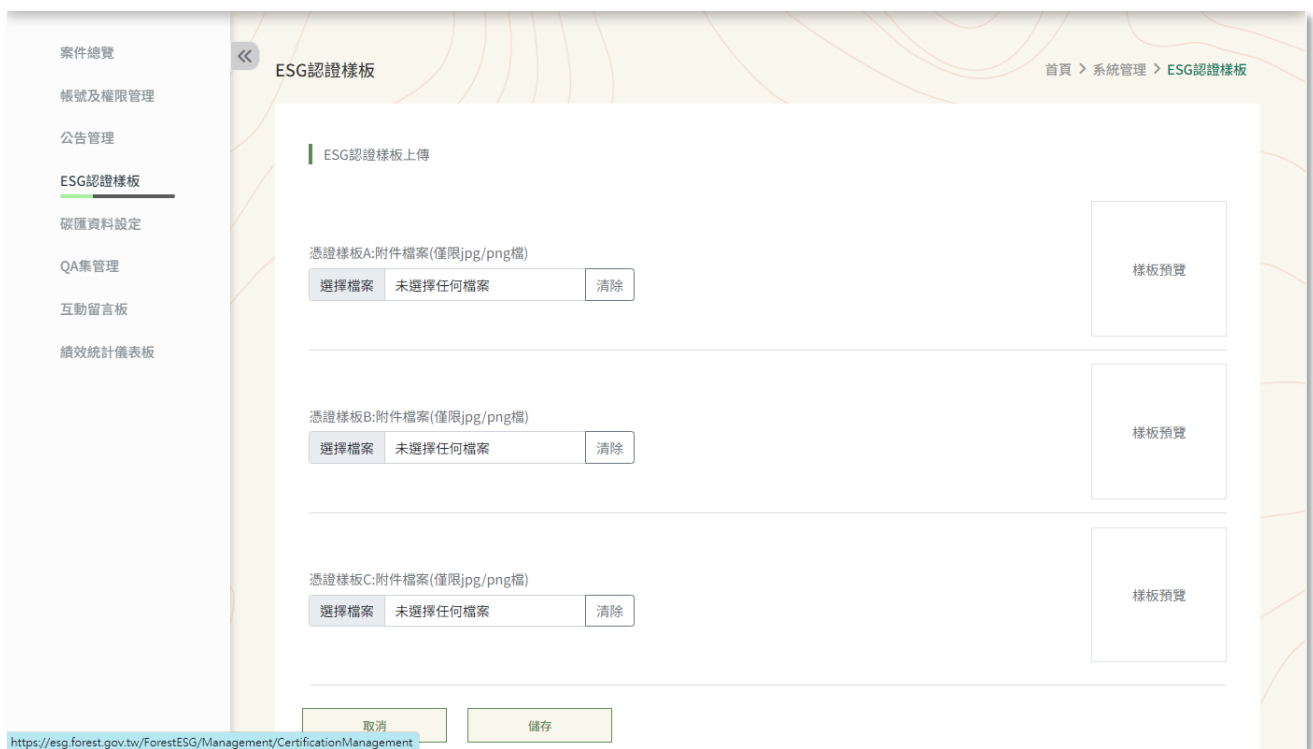 案件總覽
帳號及權限管理
公告管理
ESG認證樣板
碳匯資料設定
QA集管理
互動留言板
績效統計儀表板
ESG認證樣板
首頁 > 系統管理 > ESG認證樣板
ESG認證樣板上傳
憑證樣板A:附件檔案(僅限jpg/png檔)
選擇檔案 未選擇任何檔案 清除
樣板預覽
憑證樣板B:附件檔案(僅限jpg/png檔)
選擇檔案 未選擇任何檔案 清除
樣板預覽
憑證樣板C:附件檔案(僅限jpg/png檔)
選擇檔案 未選擇任何檔案 清除
樣板預覽
取消 儲存
https://esg.forest.gov.tw/ForestESG/Management/CertificationManagement